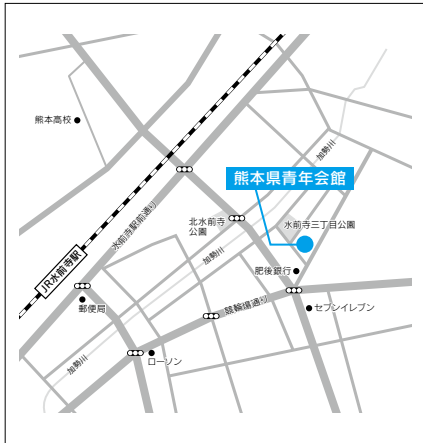 熊本高校
加勢川
熊本県青年会館
北水前寺
公園
水前寺三丁目公園
水前寺駅前通り
加勢川
JR水前寺駅
肥後銀行
郵便局
競輪場通り
セブンイレブン
ローソン
加勢川